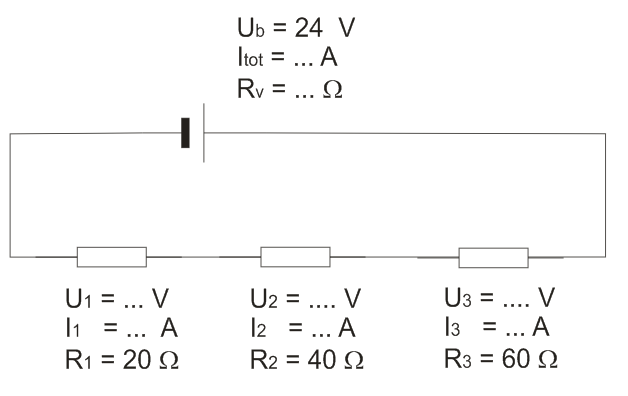 Ub = 24 V
Itot = ... A
Rv = ... Ω
U1 = ... V
I1 = ... A
R1 = 20 Ω
U2 = .... V
I2 = ... A
R2 = 40 Ω
U3 = .... V
I3 = ... A
R3 = 60 Ω